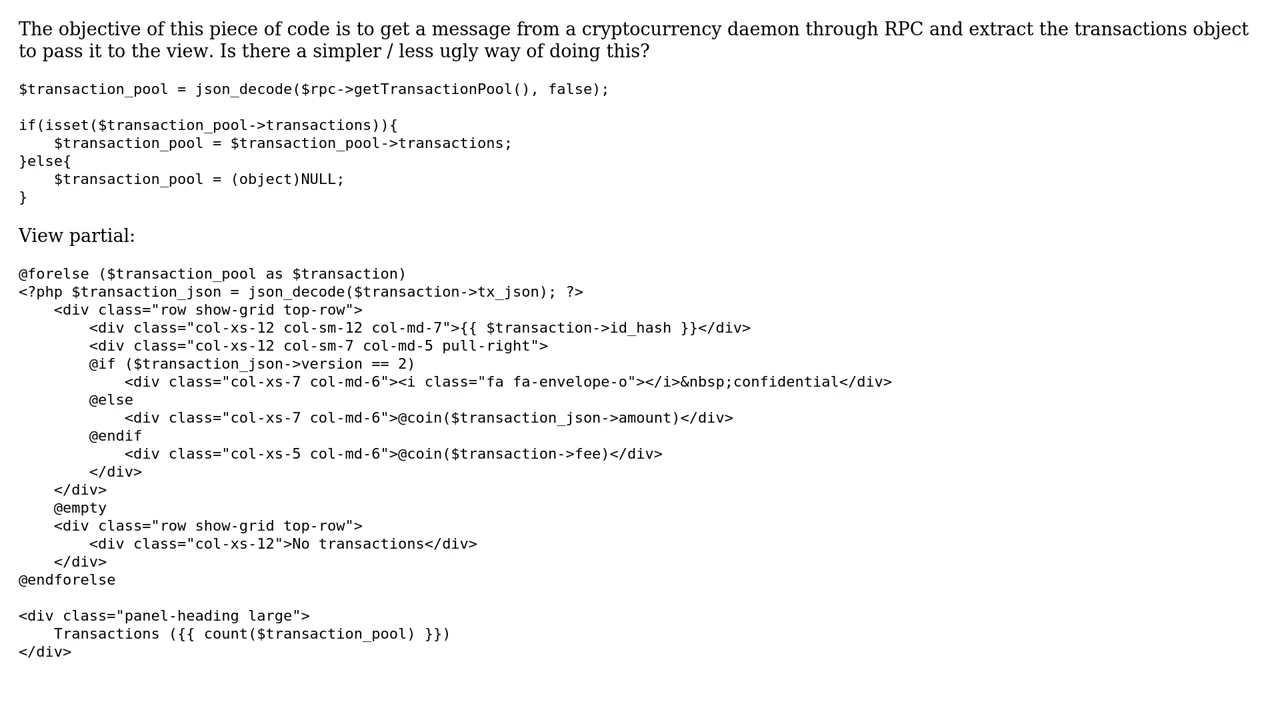 The objective of this piece of code is to get a message from a cryptocurrency daemon through RPC and extract the transactions object
to pass it to the view. Is there a simpler / less ugly way of doing this?
$transaction_pool = json_decode($rpc->getTransactionPool(), false);
if(isset($transaction_pool->transactions)){
    $transaction_pool = $transaction_pool->transactions;
}else{
    $transaction_pool = (object)NULL;
}
View partial:
@forelse ($transaction_pool as $transaction)
<?php $transaction_json = json_decode($transaction->tx_json); ?>
    <div class="row show-grid top-row">
        <div class="col-xs-12 col-sm-12 col-md-7">{{ $transaction->id_hash }}</div>
        <div class="col-xs-12 col-sm-7 col-md-5 pull-right">
        @if ($transaction_json->version == 2)
            <div class="col-xs-7 col-md-6"><i class="fa fa-envelope-o"></i>&nbsp;confidential</div>
        @else
            <div class="col-xs-7 col-md-6">@coin($transaction_json->amount)</div>
        @endif
            <div class="col-xs-5 col-md-6">@coin($transaction->fee)</div>
        </div>
    </div>
    @empty
    <div class="row show-grid top-row">
        <div class="col-xs-12">No transactions</div>
    </div>
@endforelse
<div class="panel-heading large">
    Transactions ({{ count($transaction_pool) }})
</div>